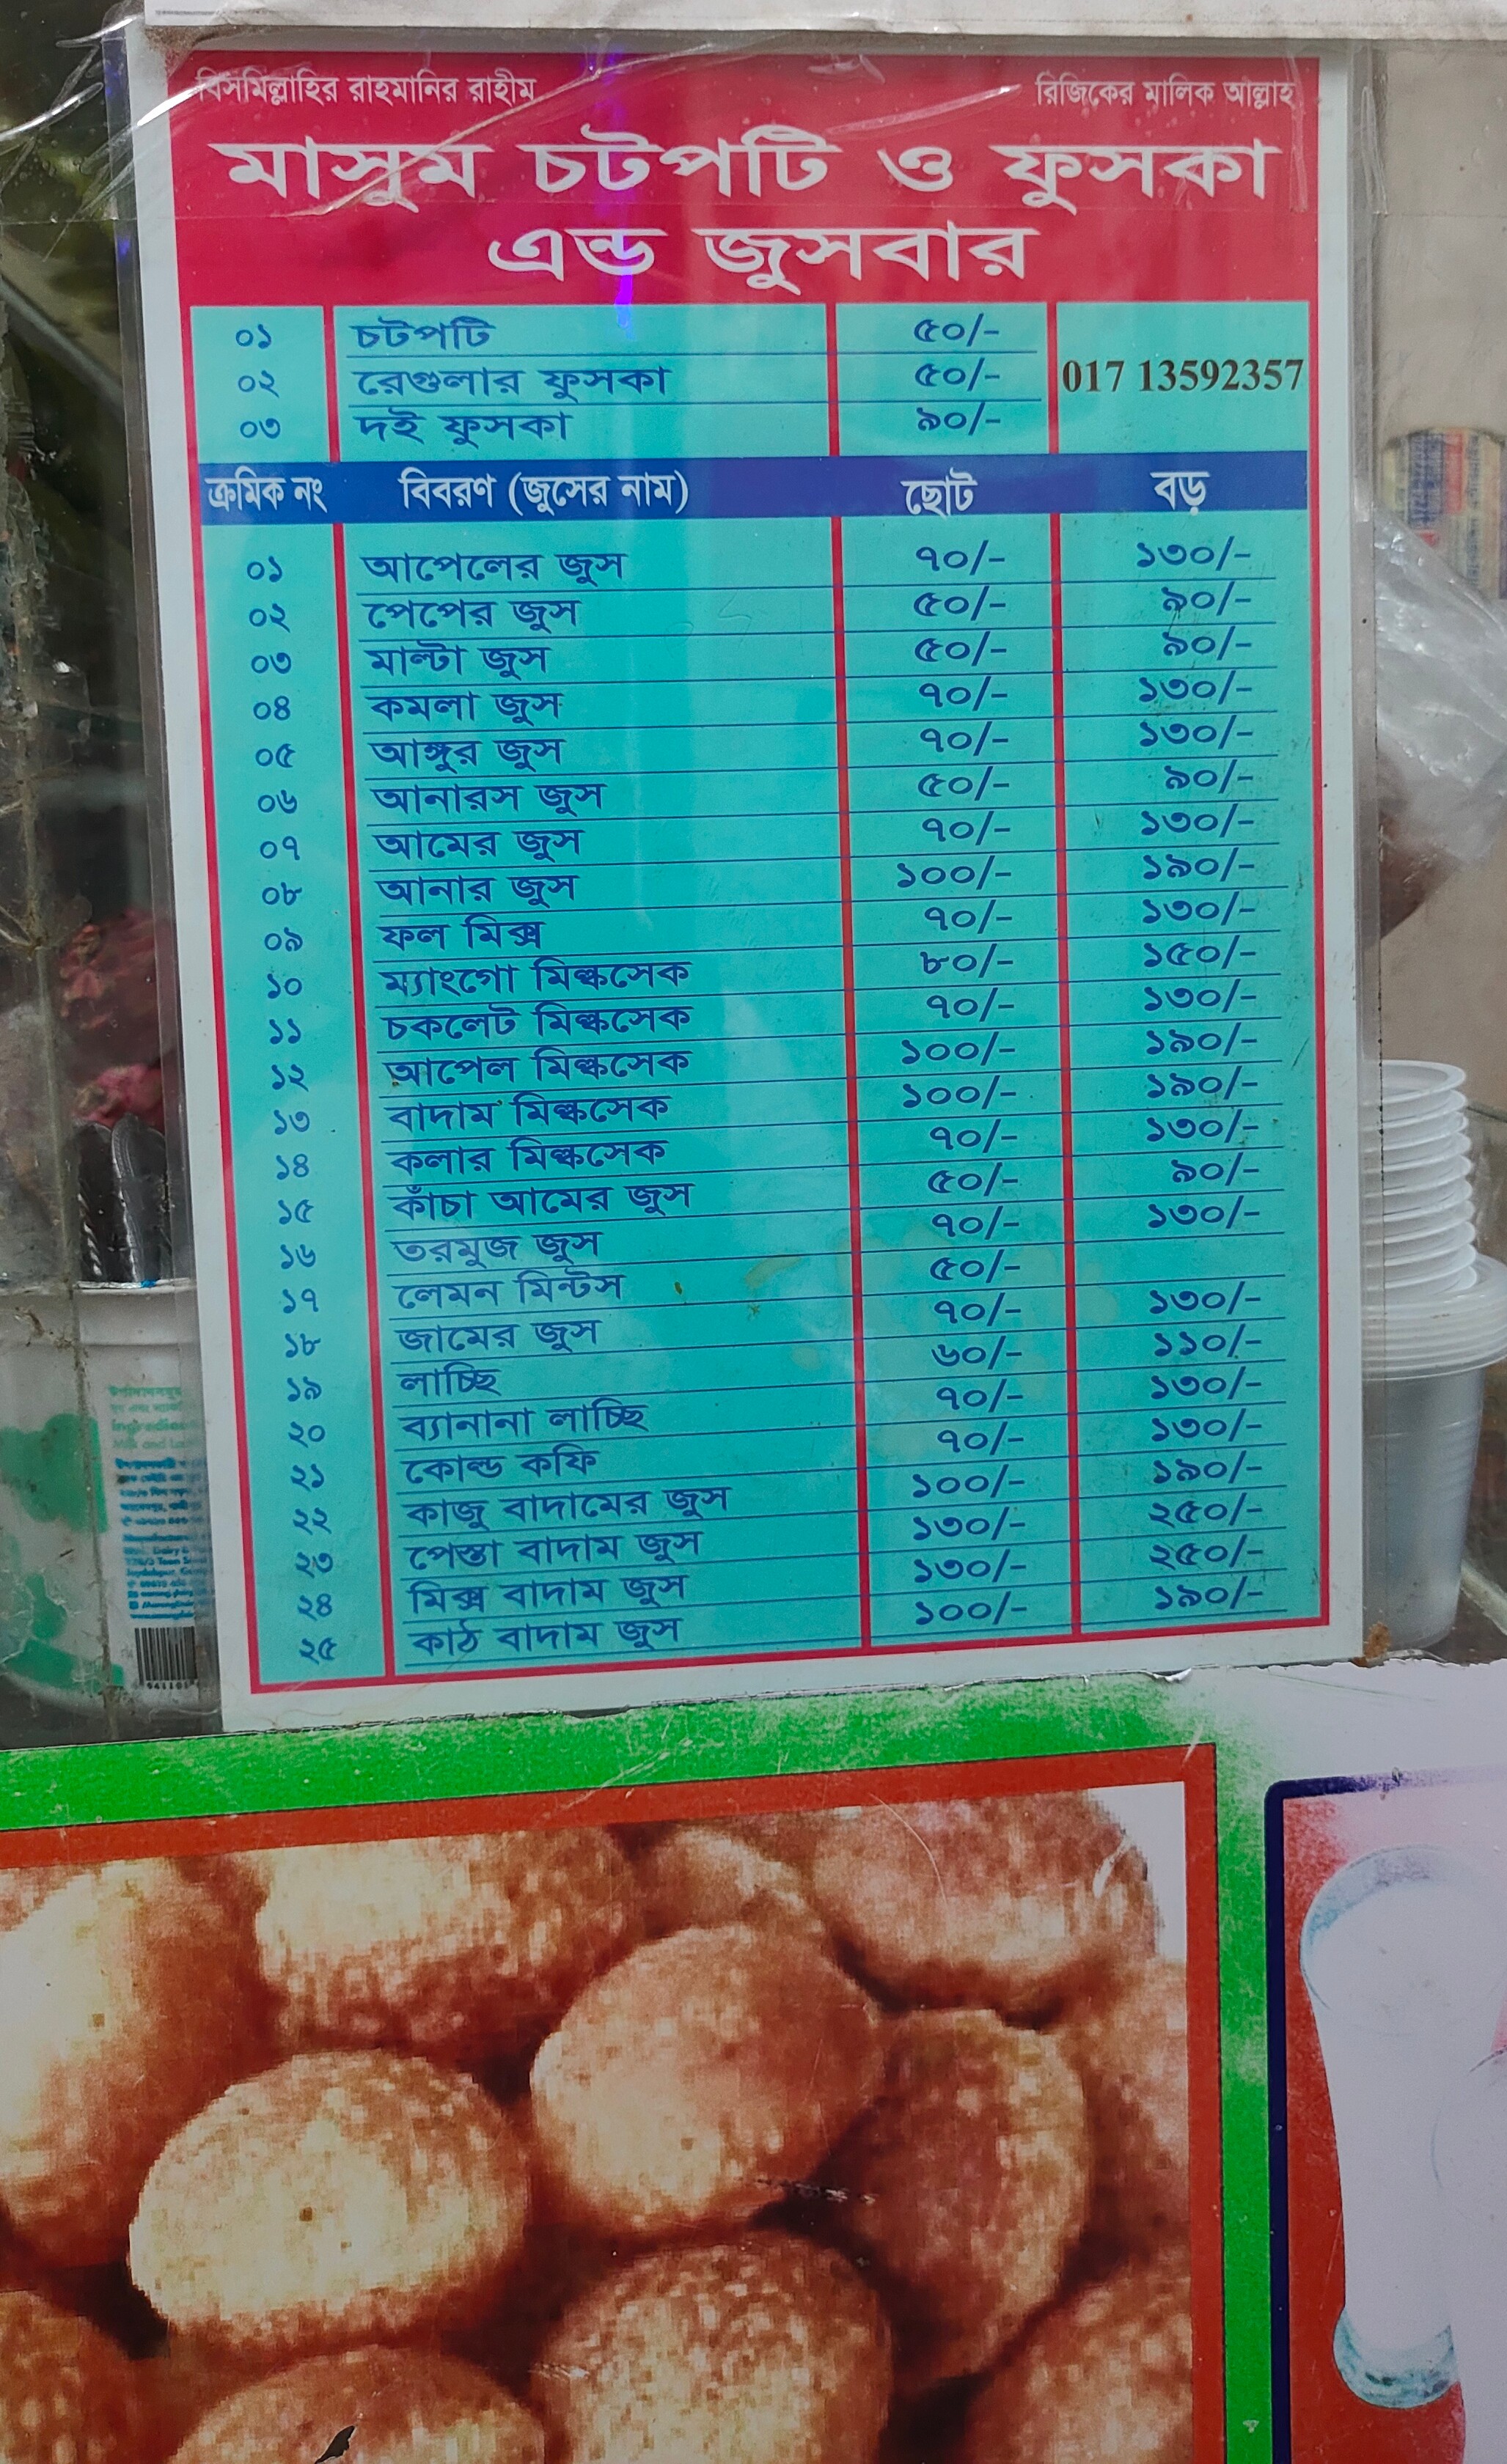 বিসমিল্লাহির রাহমানির রাহীম রিজিকের মালিক আল্লাহ
মাসুম চটপটি ও ফুসকা
এন্ড জুসবার
০১ চটপটি ৫০/-
০২ রেগুলার ফুসকা ৫০/- 017 13592357
০৩ দই ফুসকা ৯০/-
ক্রমিক নং বিবরণ (জুসের নাম) ছোট বড়
০১ আপেলের জুস ৭০/- ১৩০/-
০২ পেপের জুস ৫০/- ৯০/-
০৩ মাল্টা জুস ৫০/- ৯০/-
০৪ কমলা জুস ৭০/- ১৩০/-
০৫ আঙ্গুর জুস ৭০/- ১৩০/-
০৬ আনারস জুস ৫০/- ৯০/-
০৭ আমের জুস ৭০/- ১৩০/-
০৮ আনার জুস ১০০/- ১৯০/-
০৯ ফল মিক্স ৭০/- ১৩০/-
১০ ম্যাংগো মিল্কসেক ৮০/- ১৫০/-
১১ চকলেট মিল্কসেক ৭০/- ১৩০/-
১২ আপেল মিল্কসেক ১০০/- ১৯০/-
১৩ বাদাম মিল্কসেক ১০০/- ১৯০/-
১৪ কলার মিল্কসেক ৭০/- ১৩০/-
১৫ কাঁচা আমের জুস ৫০/- ৯০/-
১৬ তরমুজ জুস ৭০/- ১৩০/-
১৭ লেমন মিন্টস ৫০/-
১৮ জামের জুস ৭০/- ১৩০/-
১৯ লাচ্ছি ৬০/- ১১০/-
২০ ব্যানানা লাচ্ছি ৭০/- ১৩০/-
২১ কোল্ড কফি ৭০/- ১৩০/-
২২ কাজু বাদামের জুস ১০০/- ১৯০/-
২৩ পেস্তা বাদাম জুস ১৩০/- ২৫০/-
২৪ মিক্স বাদাম জুস ১৩০/- ২৫০/-
২৫ কাঠ বাদাম জুস ১০০/- ১৯০/-